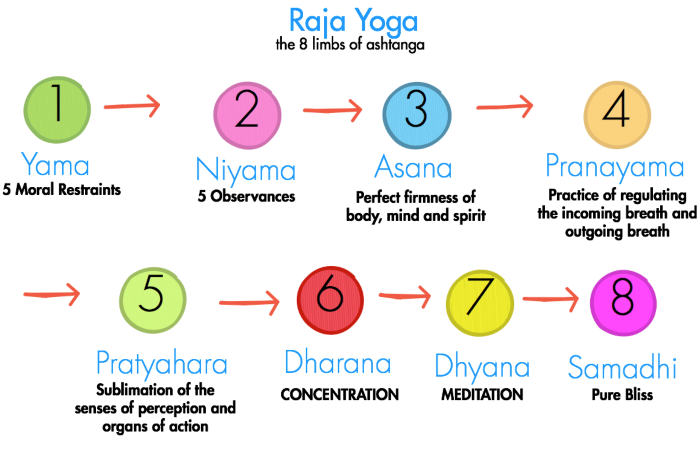 Raja Yoga
the 8 limbs of ashtanga
1
Yama
5 Moral Restraints
2
Niyama
5 Observances
3
Asana
Perfect firmness of
body, mind and spirit
4
Pranayama
Practice of regulating
the incoming breath and
outgoing breath
5
Pratyahara
Sublimation of the
senses of perception and
organs of action
6
Dharana
CONCENTRATION
7
Dhyana
MEDITATION
8
Samadhi
Pure Bliss